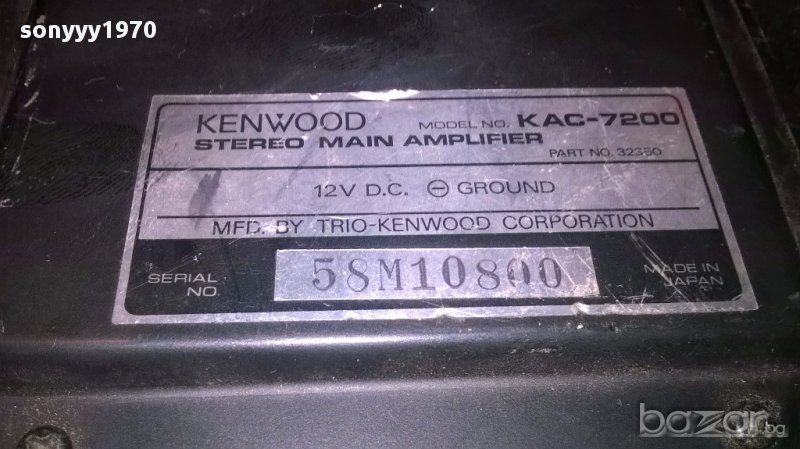 sonyyy1970
KENWOOD MODEL NO. KAC-7200
STEREO MAIN AMPLIFIER
PART NO. 32350
12V D.C. ⊖ GROUND
MFD. BY TRIO-KENWOOD CORPORATION
SERIAL NO. 58M10800
MADE IN JAPAN
bazar.bg